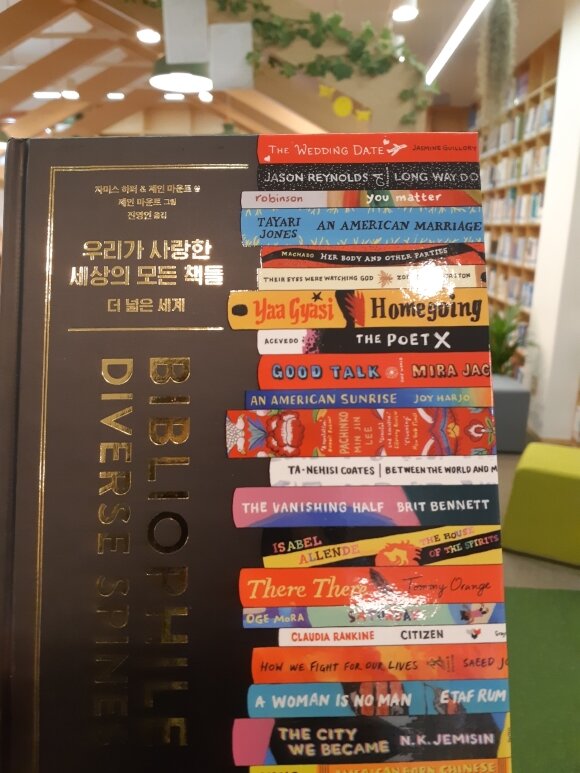 자미스 하퍼 & 제인 마운트 글
제인 마운트 그림
진영인 옮김
우리가 사랑한
세상의 모든 책들
더 넓은 세계
BIBLIOPHILE
DIVERSE SPINES
THE WEDDING DATE JASMINE GUILLORY
JASON REYNOLDS LONG WAY DO
robinson you matter
TAYARI JONES AN AMERICAN MARRIAGE
MACHADO HER BODY AND OTHER PARTIES
THEIR EYES WERE WATCHING GOD
Yaa Gyasi Homegoing
ACEVEDO THE POET X
GOOD TALK MIRA JAC
AN AMERICAN SUNRISE JOY HARJO
PACHINKO
MIN JIN LEE
TA-NEHISI COATES BETWEEN THE WORLD AND M
THE VANISHING HALF BRIT BENNETT
ISABEL ALLENDE THE HOUSE OF THE SPIRITS
There There Tommy Orange
OGE MORA SATURDAY
CLAUDIA RANKINE CITIZEN
HOW WE FIGHT FOR OUR LIVES SAEED JO
A WOMAN IS NO MAN ETAF RUM
THE CITY WE BECAME N.K. JEMISIN
AMERICAN BORN CHINESE